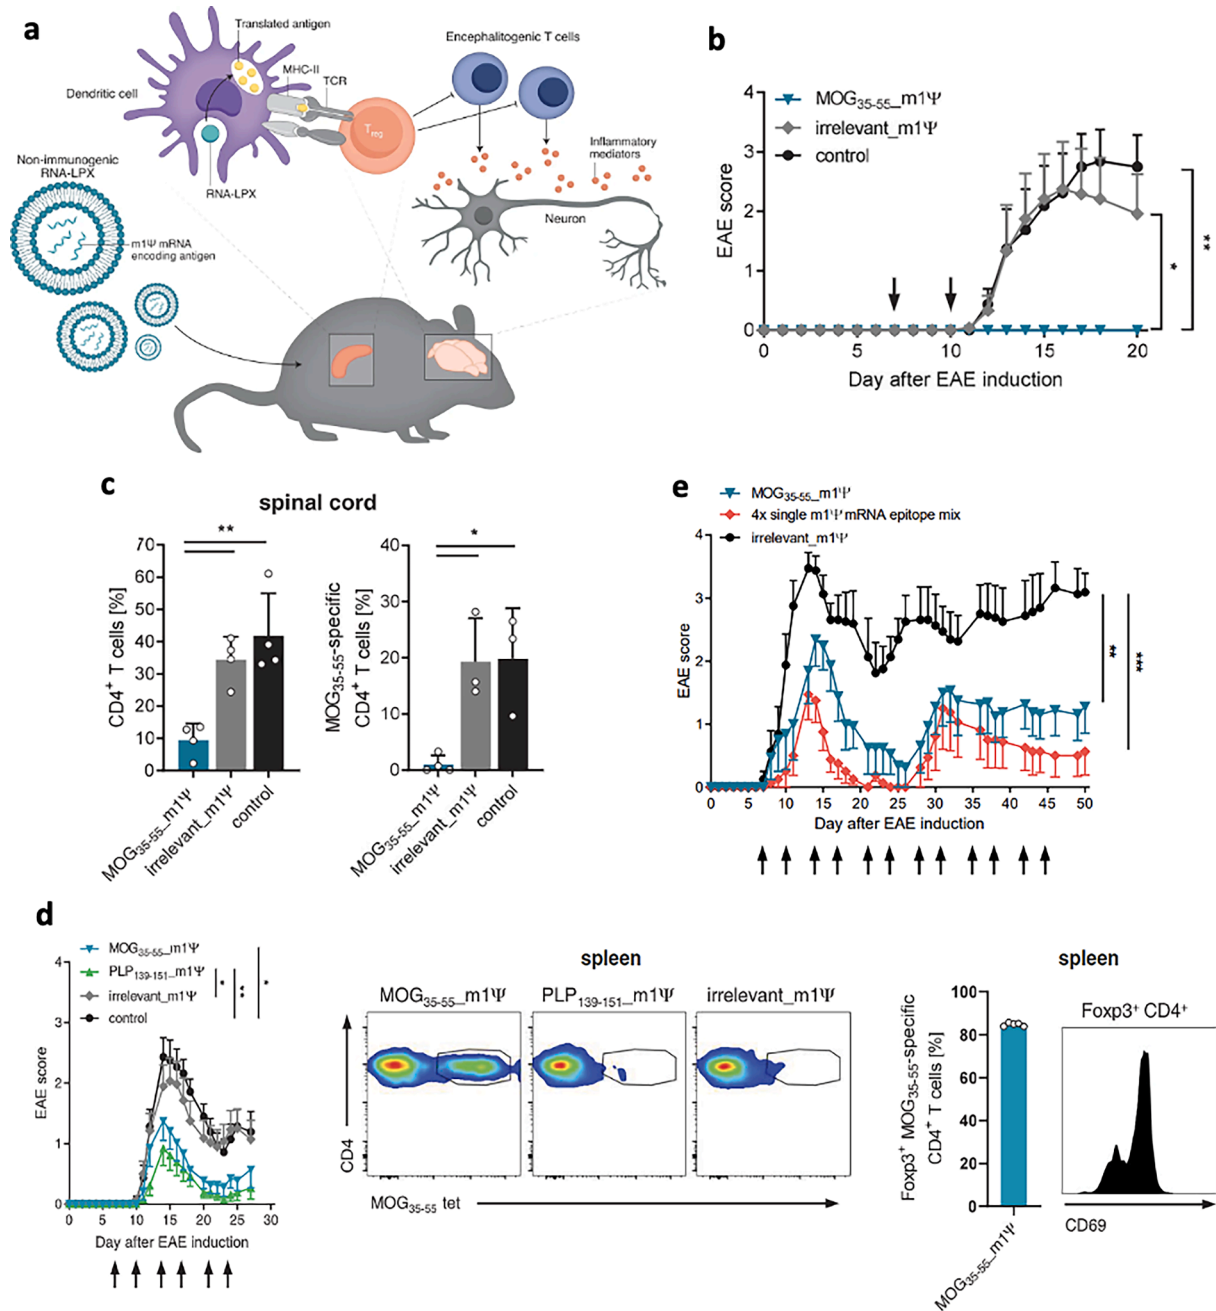 a
Translated antigen
MHC-II
TCR
Dendritic cell
T reg
RNA-LPX
Non-immunogenic
RNA-LPX
m1Ψ mRNA
encoding antigen
Encephalitogenic T cells
Inflammatory
mediators
Neuron
b
MOG35-55_m1Ψ
irrelevant_m1Ψ
control
EAE score
4
3
2
1
0
0 5 10 15 20
Day after EAE induction
*
**
c
spinal cord
**
CD4+ T cells [%]
70
60
50
40
30
20
10
0
MOG35-55_m1Ψ
irrelevant_m1Ψ
control
*
MOG35-55-specific
CD4+ T cells [%]
40
30
20
10
0
MOG35-55_m1Ψ
irrelevant_m1Ψ
control
e
MOG35-55_m1Ψ
4x single m1Ψ mRNA epitope mix
irrelevant_m1Ψ
EAE score
4
3
2
1
0
0 5 10 15 20 25 30 35 40 45 50
Day after EAE induction
**
***
d
MOG35-55_m1Ψ
PLP139-151_m1Ψ
irrelevant_m1Ψ
control
*
**
*
EAE score
4
3
2
1
0
0 5 10 15 20 25 30
Day after EAE induction
spleen
MOG35-55_m1Ψ PLP139-151_m1Ψ irrelevant_m1Ψ
CD4
MOG35-55 tet
spleen
Foxp3+ MOG35-55-specific
CD4+ T cells [%]
100
80
60
40
20
0
MOG35-55_m1Ψ
Foxp3+ CD4+
CD69